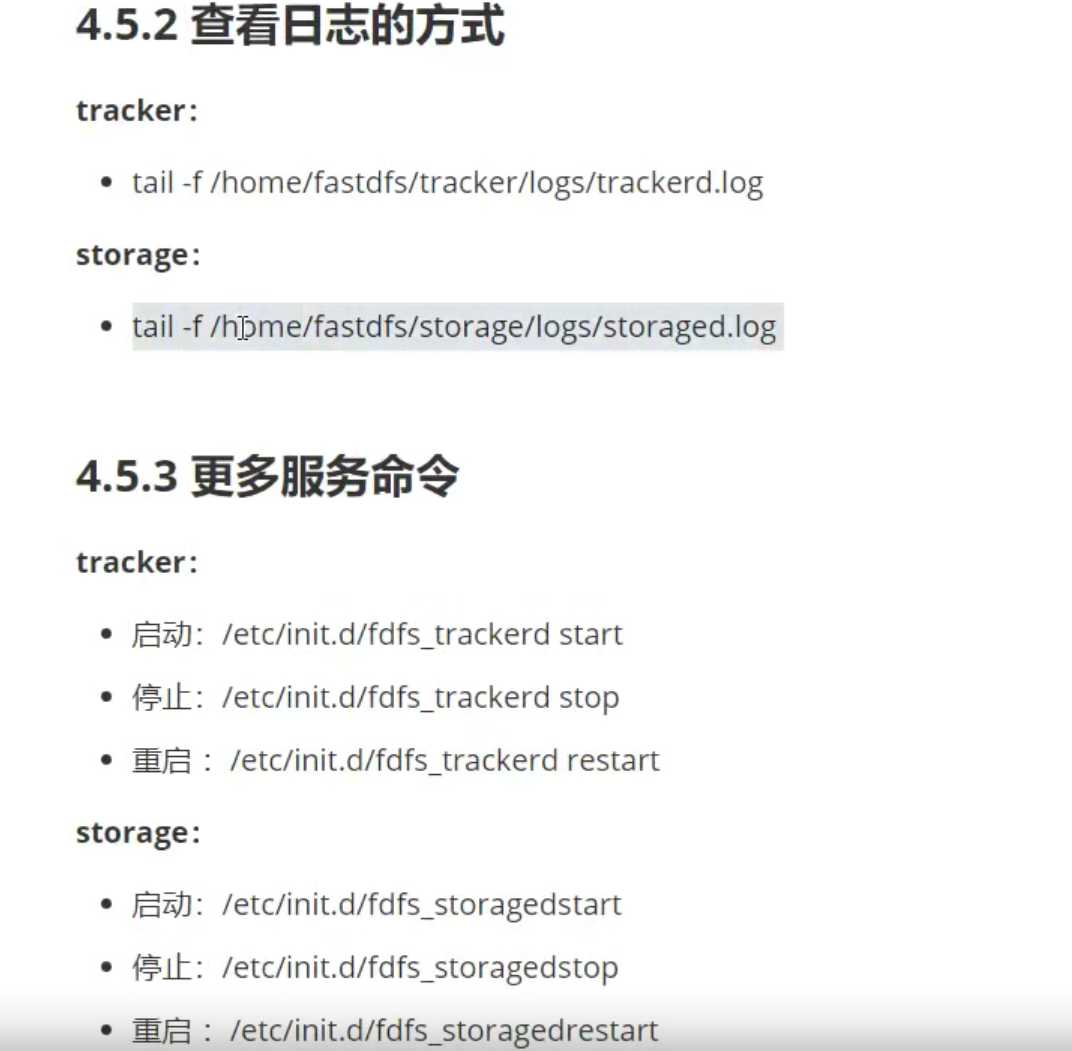 4.5.2 查看日志的方式
tracker：
tail -f /home/fastdfs/tracker/logs/trackerd.log
storage：
tail -f /home/fastdfs/storage/logs/storaged.log
4.5.3 更多服务命令
tracker：
启动：/etc/init.d/fdfs_trackerd start
停止：/etc/init.d/fdfs_trackerd stop
重启 ：/etc/init.d/fdfs_trackerd restart
storage：
启动：/etc/init.d/fdfs_storagedstart
停止：/etc/init.d/fdfs_storagedstop
重启 ：/etc/init.d/fdfs_storagedrestart